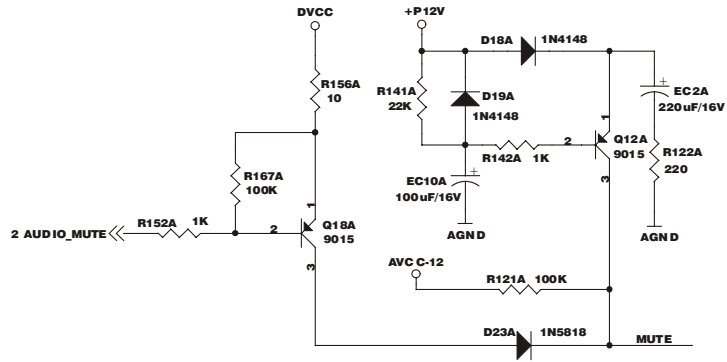 DVCC
+P12V
D18A 1N4148
R156A
10
R141A
22K
D19A
1N4148
EC2A
220uF/16V
1
2
Q12A
9015
3
R142A 1K
R122A
220
R167A
100K
EC10A
100uF/16V
AGND
AGND
2 AUDIO_MUTE
R152A 1K
1
2
Q18A
9015
3
AVC C-12
R121A 100K
D23A 1N5818
MUTE